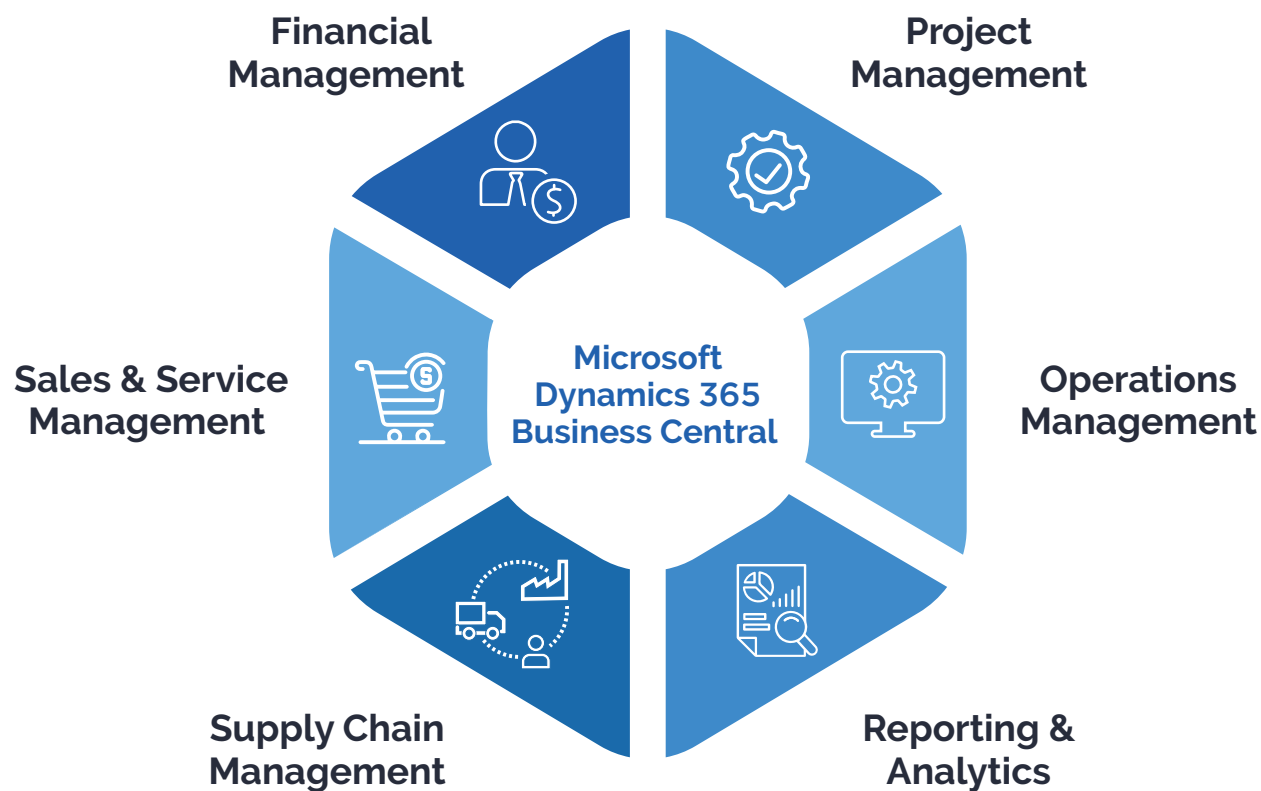 Financial
Management
Project
Management
Sales & Service
Management
Microsoft
Dynamics 365
Business Central
Operations
Management
Supply Chain
Management
Reporting &
Analytics